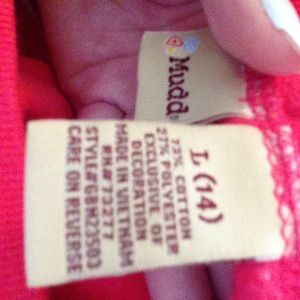 Mudd
L (14)
73% COTTON
27% POLYESTER
EXCLUSIVE OF
DECORATION
MADE IN VIETNAM
RN# 73277
STYLE# GBM23503
CARE ON REVERSE